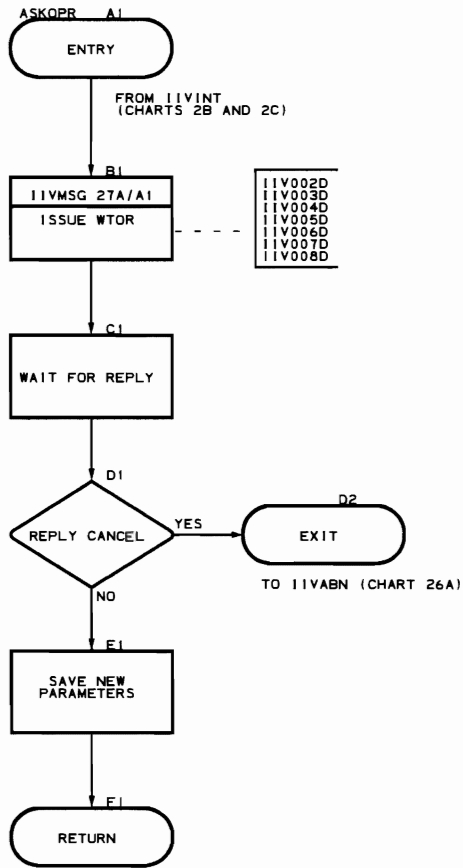 ASKOPR A1
ENTRY
FROM IIVINT
(CHARTS 2B AND 2C)
B1
IIVMSG 27A/A1
ISSUE WTOR
IIV002D
IIV003D
IIV004D
IIV005D
IIV006D
IIV007D
IIV008D
C1
WAIT FOR REPLY
D1
REPLY CANCEL
YES
D2
EXIT
TO IIVABN (CHART 26A)
NO
E1
SAVE NEW
PARAMETERS
F1
RETURN